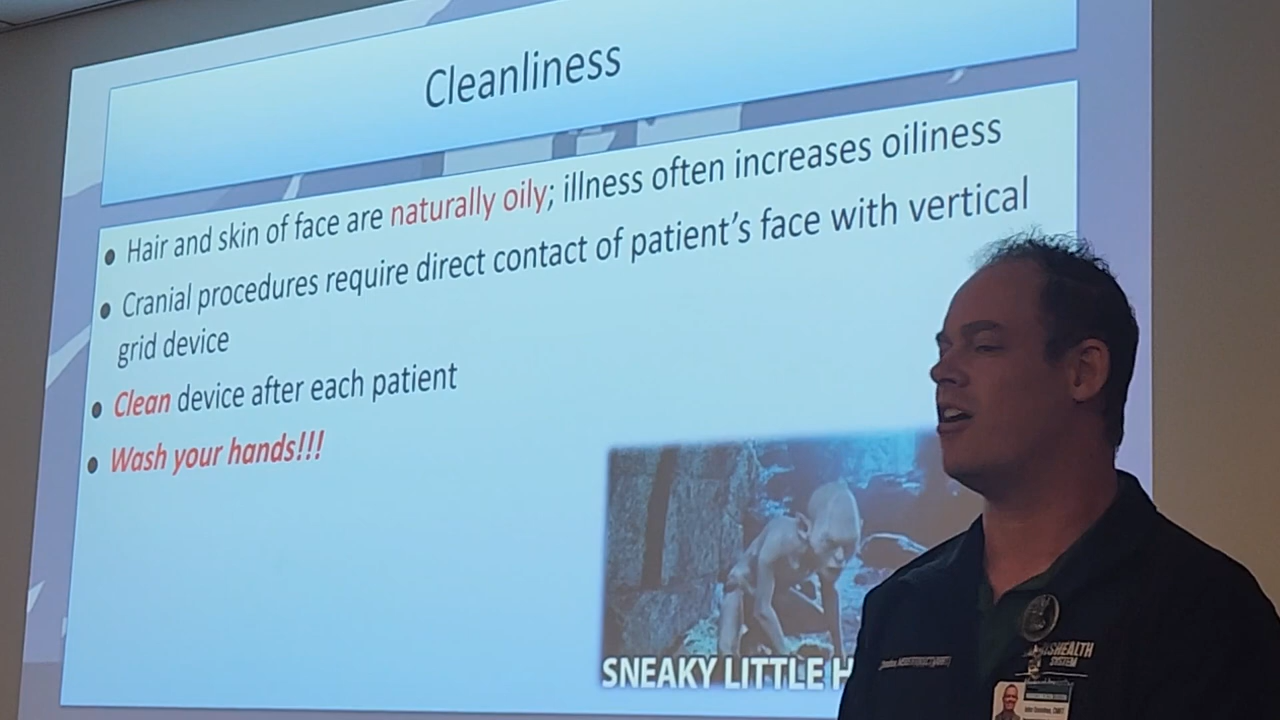 Cleanliness
Hair and skin of face are naturally oily; illness often increases oiliness
Cranial procedures require direct contact of patient's face with vertical
grid device
Clean device after each patient
Wash your hands!!!
SNEAKY LITTLE H
SYSTEM